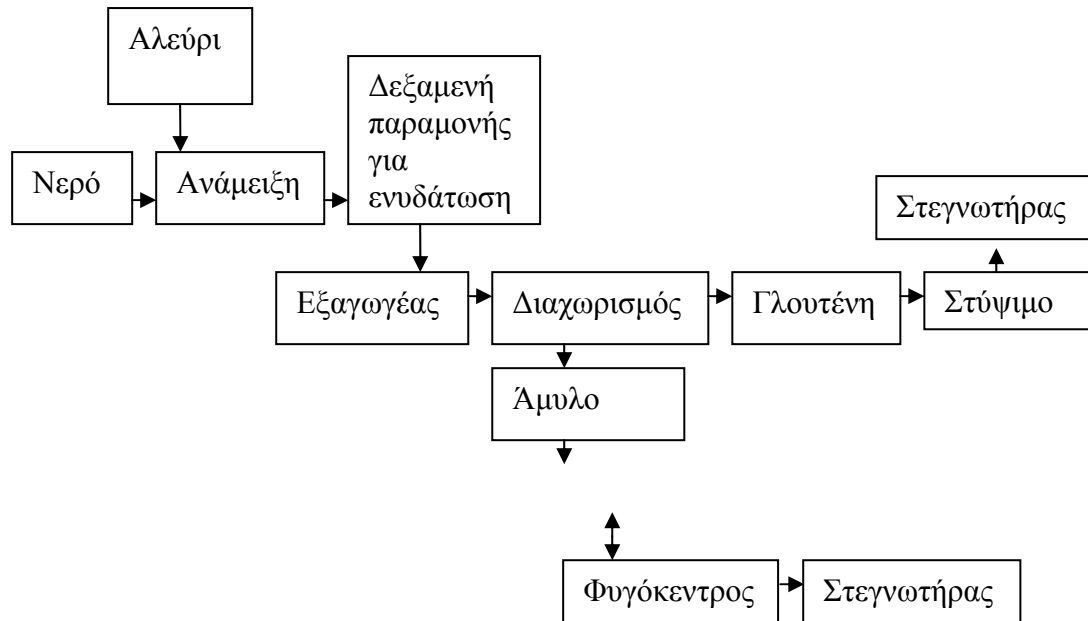 Αλεύρι
Δεξαμενή
παραμονής
για
ενυδάτωση
Νερό
Ανάμειξη
Στεγνωτήρας
Εξαγωγέας
Διαχωρισμός
Γλουτένη
Στύψιμο
Άμυλο
Φυγόκεντρος
Στεγνωτήρας